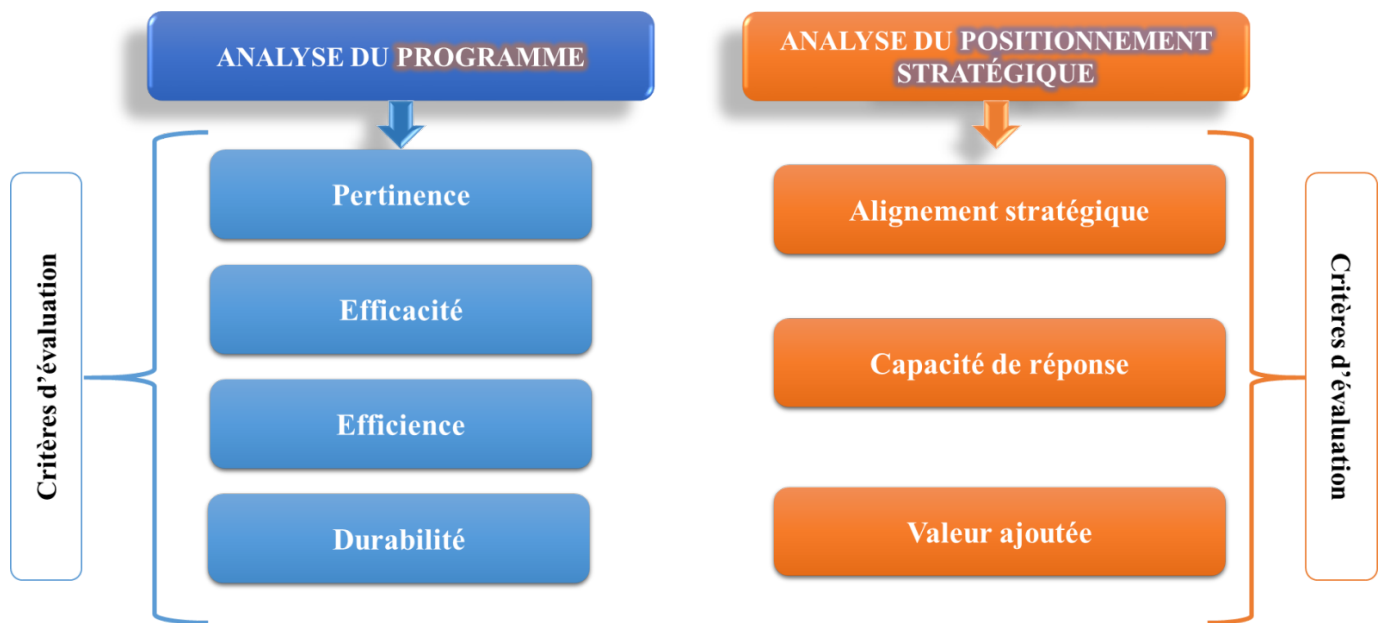 ANALYSE DU PROGRAMME
Critères d’évaluation
Pertinence
Efficacité
Efficience
Durabilité
ANALYSE DU POSITIONNEMENT
STRATÉGIQUE
Alignement stratégique
Capacité de réponse
Valeur ajoutée
Critères d’évaluation